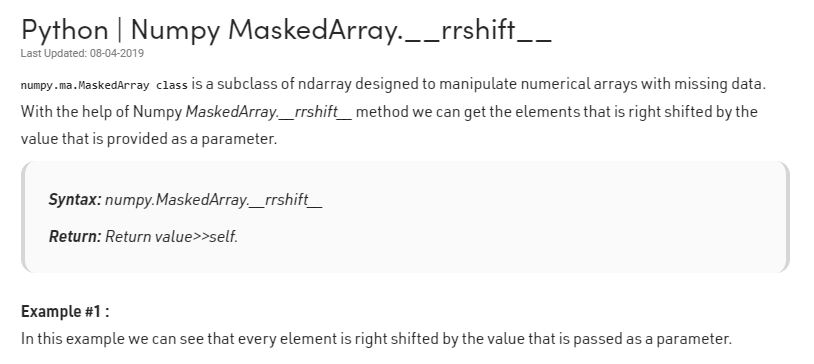 Python | Numpy MaskedArray.__rrshift__
Last Updated: 08-04-2019
numpy.ma.MaskedArray class is a subclass of ndarray designed to manipulate numerical arrays with missing data.
With the help of Numpy MaskedArray.__rrshift__ method we can get the elements that is right shifted by the
value that is provided as a parameter.
Syntax: numpy.MaskedArray.__rrshift__
Return: Return value>>self.
Example #1 :
In this example we can see that every element is right shifted by the value that is passed as a parameter.